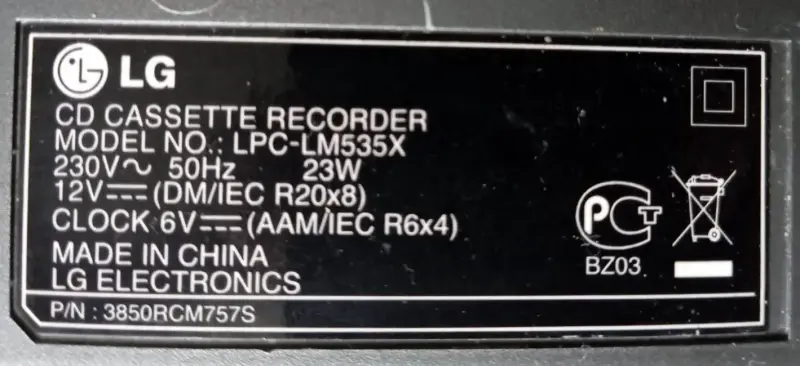 LG
CD CASSETTE RECORDER
MODEL NO.: LPC-LM535X
230V~ 50Hz 23W
12V⎓(DM/IEC R20x8)
CLOCK 6V⎓(AAM/IEC R6x4)
MADE IN CHINA
LG ELECTRONICS
P/N : 3850RCM757S
PCT
BZ03